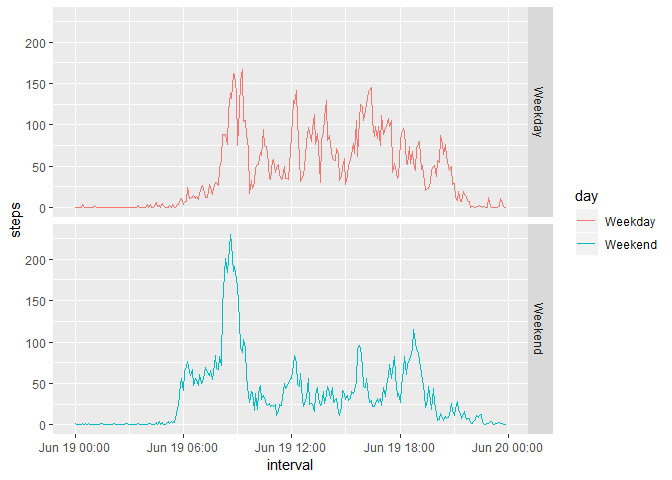 steps
200
150
100
50
0
Weekday
200
150
100
50
0
Weekend
Jun 19 00:00
Jun 19 06:00
Jun 19 12:00
Jun 19 18:00
Jun 20 00:00
interval
day
Weekday
Weekend